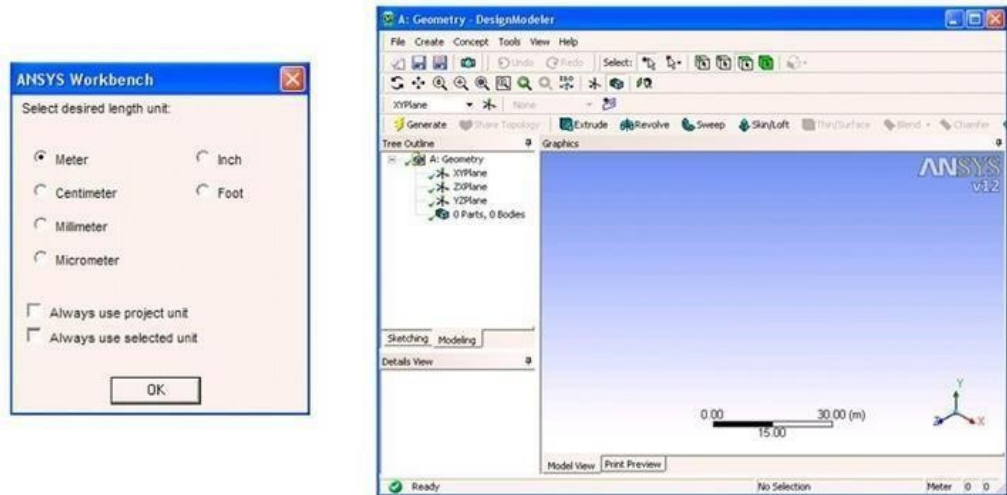 ANSYS Workbench
Select desired length unit:
Meter
Inch
Centimeter
Foot
Millimeter
Micrometer
Always use project unit
Always use selected unit
OK
A: Geometry - DesignModeler
File Create Concept Tools View Help
Undo Redo Select:
ISO
XYPlane None
Generate Share Topology Extrude Revolve Sweep Skin/Loft Thin/Surface Blend Chamfer
Tree Outline
Graphics
A: Geometry
XYPlane
ZXPlane
YZPlane
0 Parts, 0 Bodies
ANSYS
v12
Sketching Modeling
Details View
0.00 30.00 (m)
15.00
Y
Z X
Model View Print Preview
Ready No Selection Meter 0 0